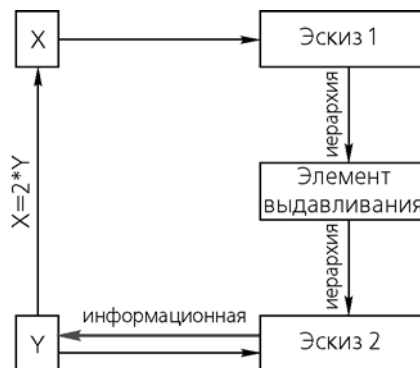 X
Эскиз 1
иерархия
Элемент
выдавливания
X=2*Y
иерархия
информационная
Y
Эскиз 2